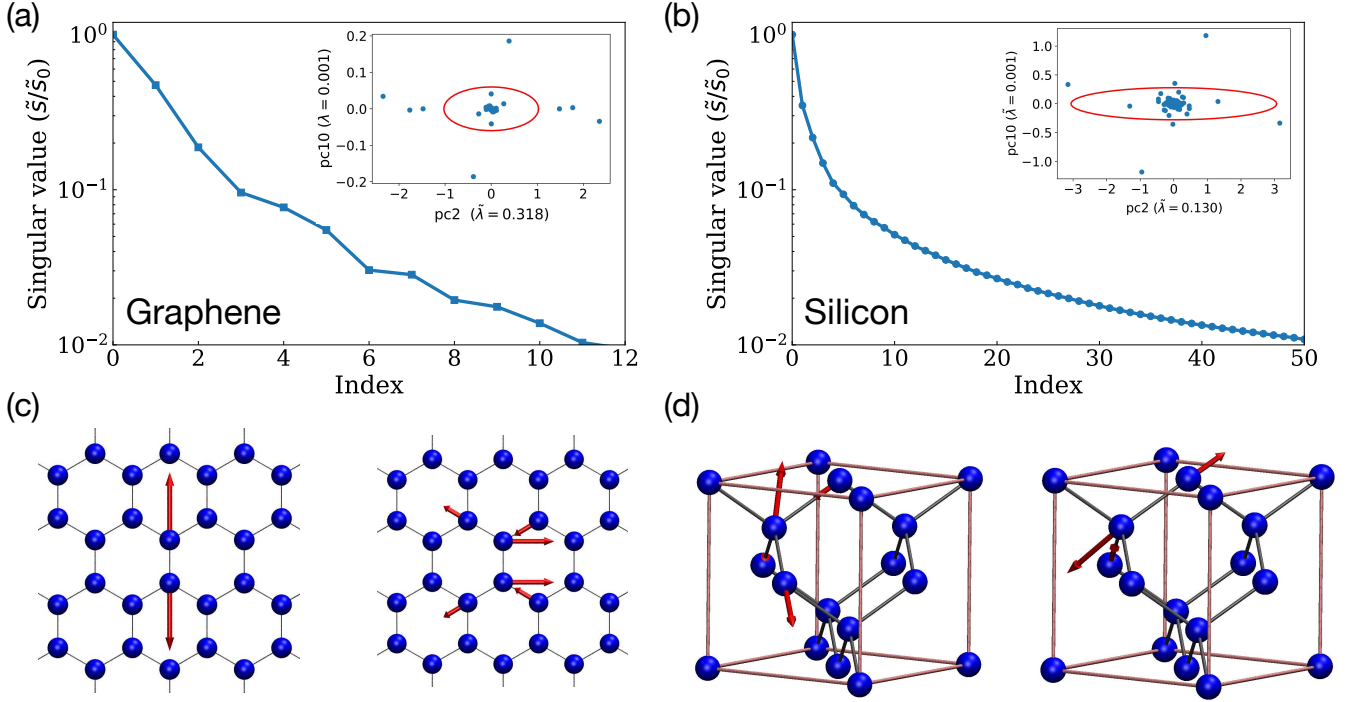 (a)
10⁰
10⁻¹
10⁻²
Singular value (s̃/s̃₀)
0 2 4 6 8 10 12
Index
Graphene
0.2
0.1
0.0
−0.1
−0.2
pc10 (λ = 0.001)
−2 −1 0 1 2
pc2 (λ̃ = 0.318)
(b)
10⁰
10⁻¹
10⁻²
Singular value (s̃/s̃₀)
0 10 20 30 40 50
Index
Silicon
1.0
0.5
0.0
−0.5
−1.0
pc10 (λ̃ = 0.001)
−3 −2 −1 0 1 2 3
pc2 (λ̃ = 0.130)
(c)
(d)